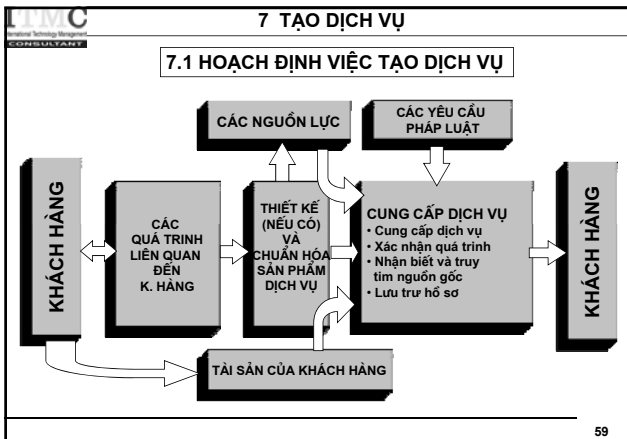 ITMC
International Technology Management
CONSULTANT
7 TẠO DỊCH VỤ
7.1 HOẠCH ĐỊNH VIỆC TẠO DỊCH VỤ
CÁC NGUỒN LỰC
CÁC YÊU CẦU
PHÁP LUẬT
KHÁCH HÀNG
CÁC
QUÁ TRINH
LIÊN QUAN
ĐẾN
K. HÀNG
THIẾT KẾ
(NẾU CÓ)
VÀ
CHUẨN HÓA
SẢN PHẨM
DỊCH VỤ
CUNG CẤP DỊCH VỤ
• Cung cấp dịch vụ
• Xác nhận quá trinh
• Nhận biết và truy
tim nguồn gốc
• Lưu trư hồ sơ
KHÁCH HÀNG
TÀI SẢN CỦA KHÁCH HÀNG
59